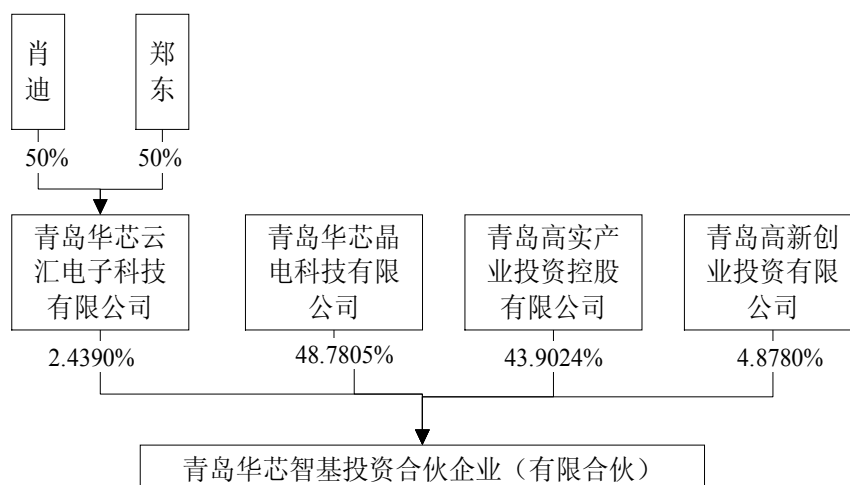 肖
迪
郑
东
50%
50%
青岛华芯云
汇电子科技
有限公司
青岛华芯晶
电科技有限
公司
青岛高实产
业投资控股
有限公司
青岛高新创
业投资有限
公司
2.4390%
48.7805%
43.9024%
4.8780%
青岛华芯智基投资合伙企业（有限合伙）